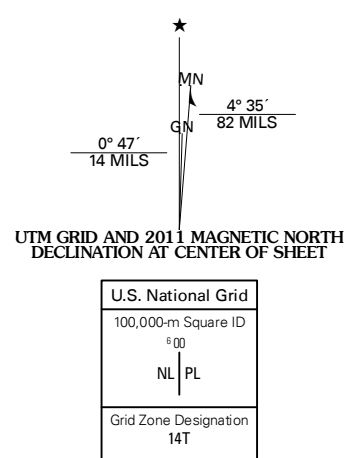 ★
MN
GN
4° 35´
82 MILS
0° 47´
14 MILS
UTM GRID AND 2011 MAGNETIC NORTH
DECLINATION AT CENTER OF SHEET
U.S. National Grid
100,000-m Square ID
⁶00
NL PL
Grid Zone Designation
14T